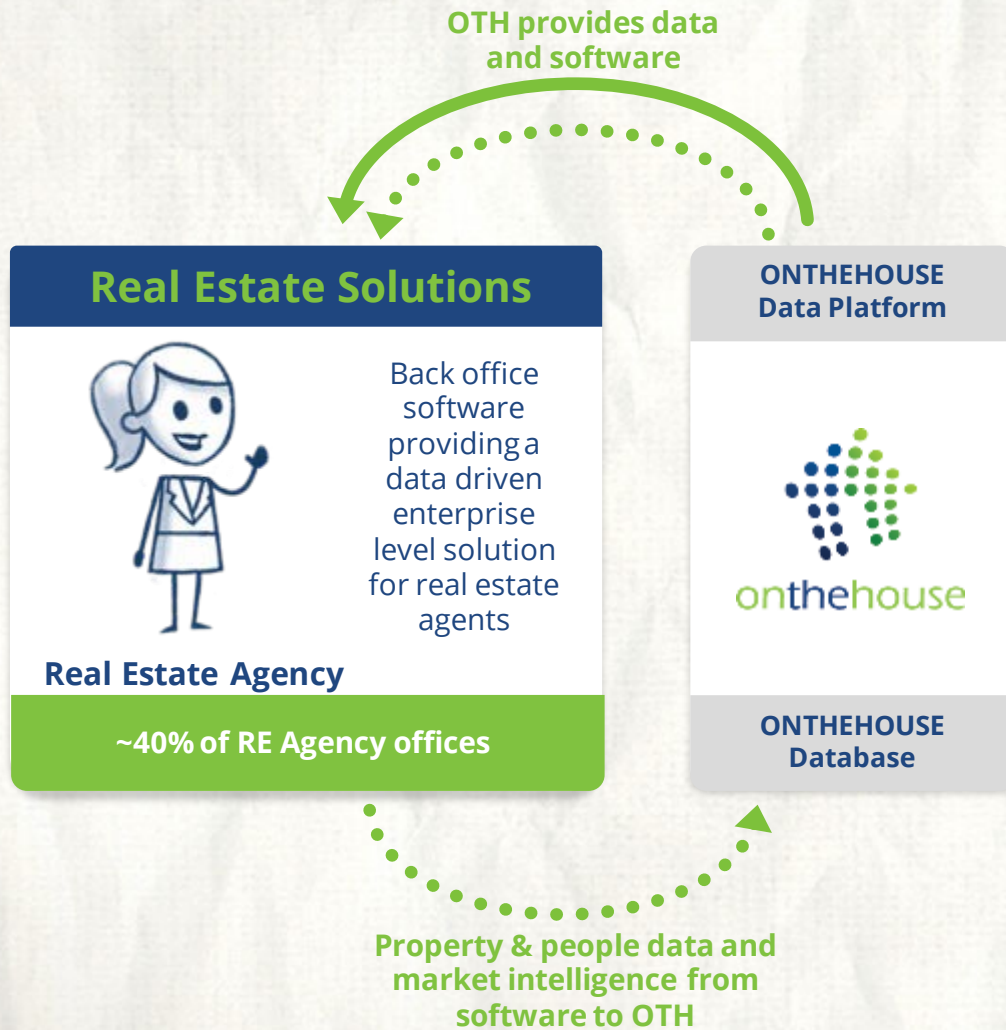 OTH provides data
and software
Real Estate Solutions
Back office
software
providing a
data driven
enterprise
level solution
for real estate
agents
Real Estate Agency
~40% of RE Agency offices
ONTHEHOUSE
Data Platform
onthehouse
ONTHEHOUSE
Database
Property & people data and
market intelligence from
software to OTH